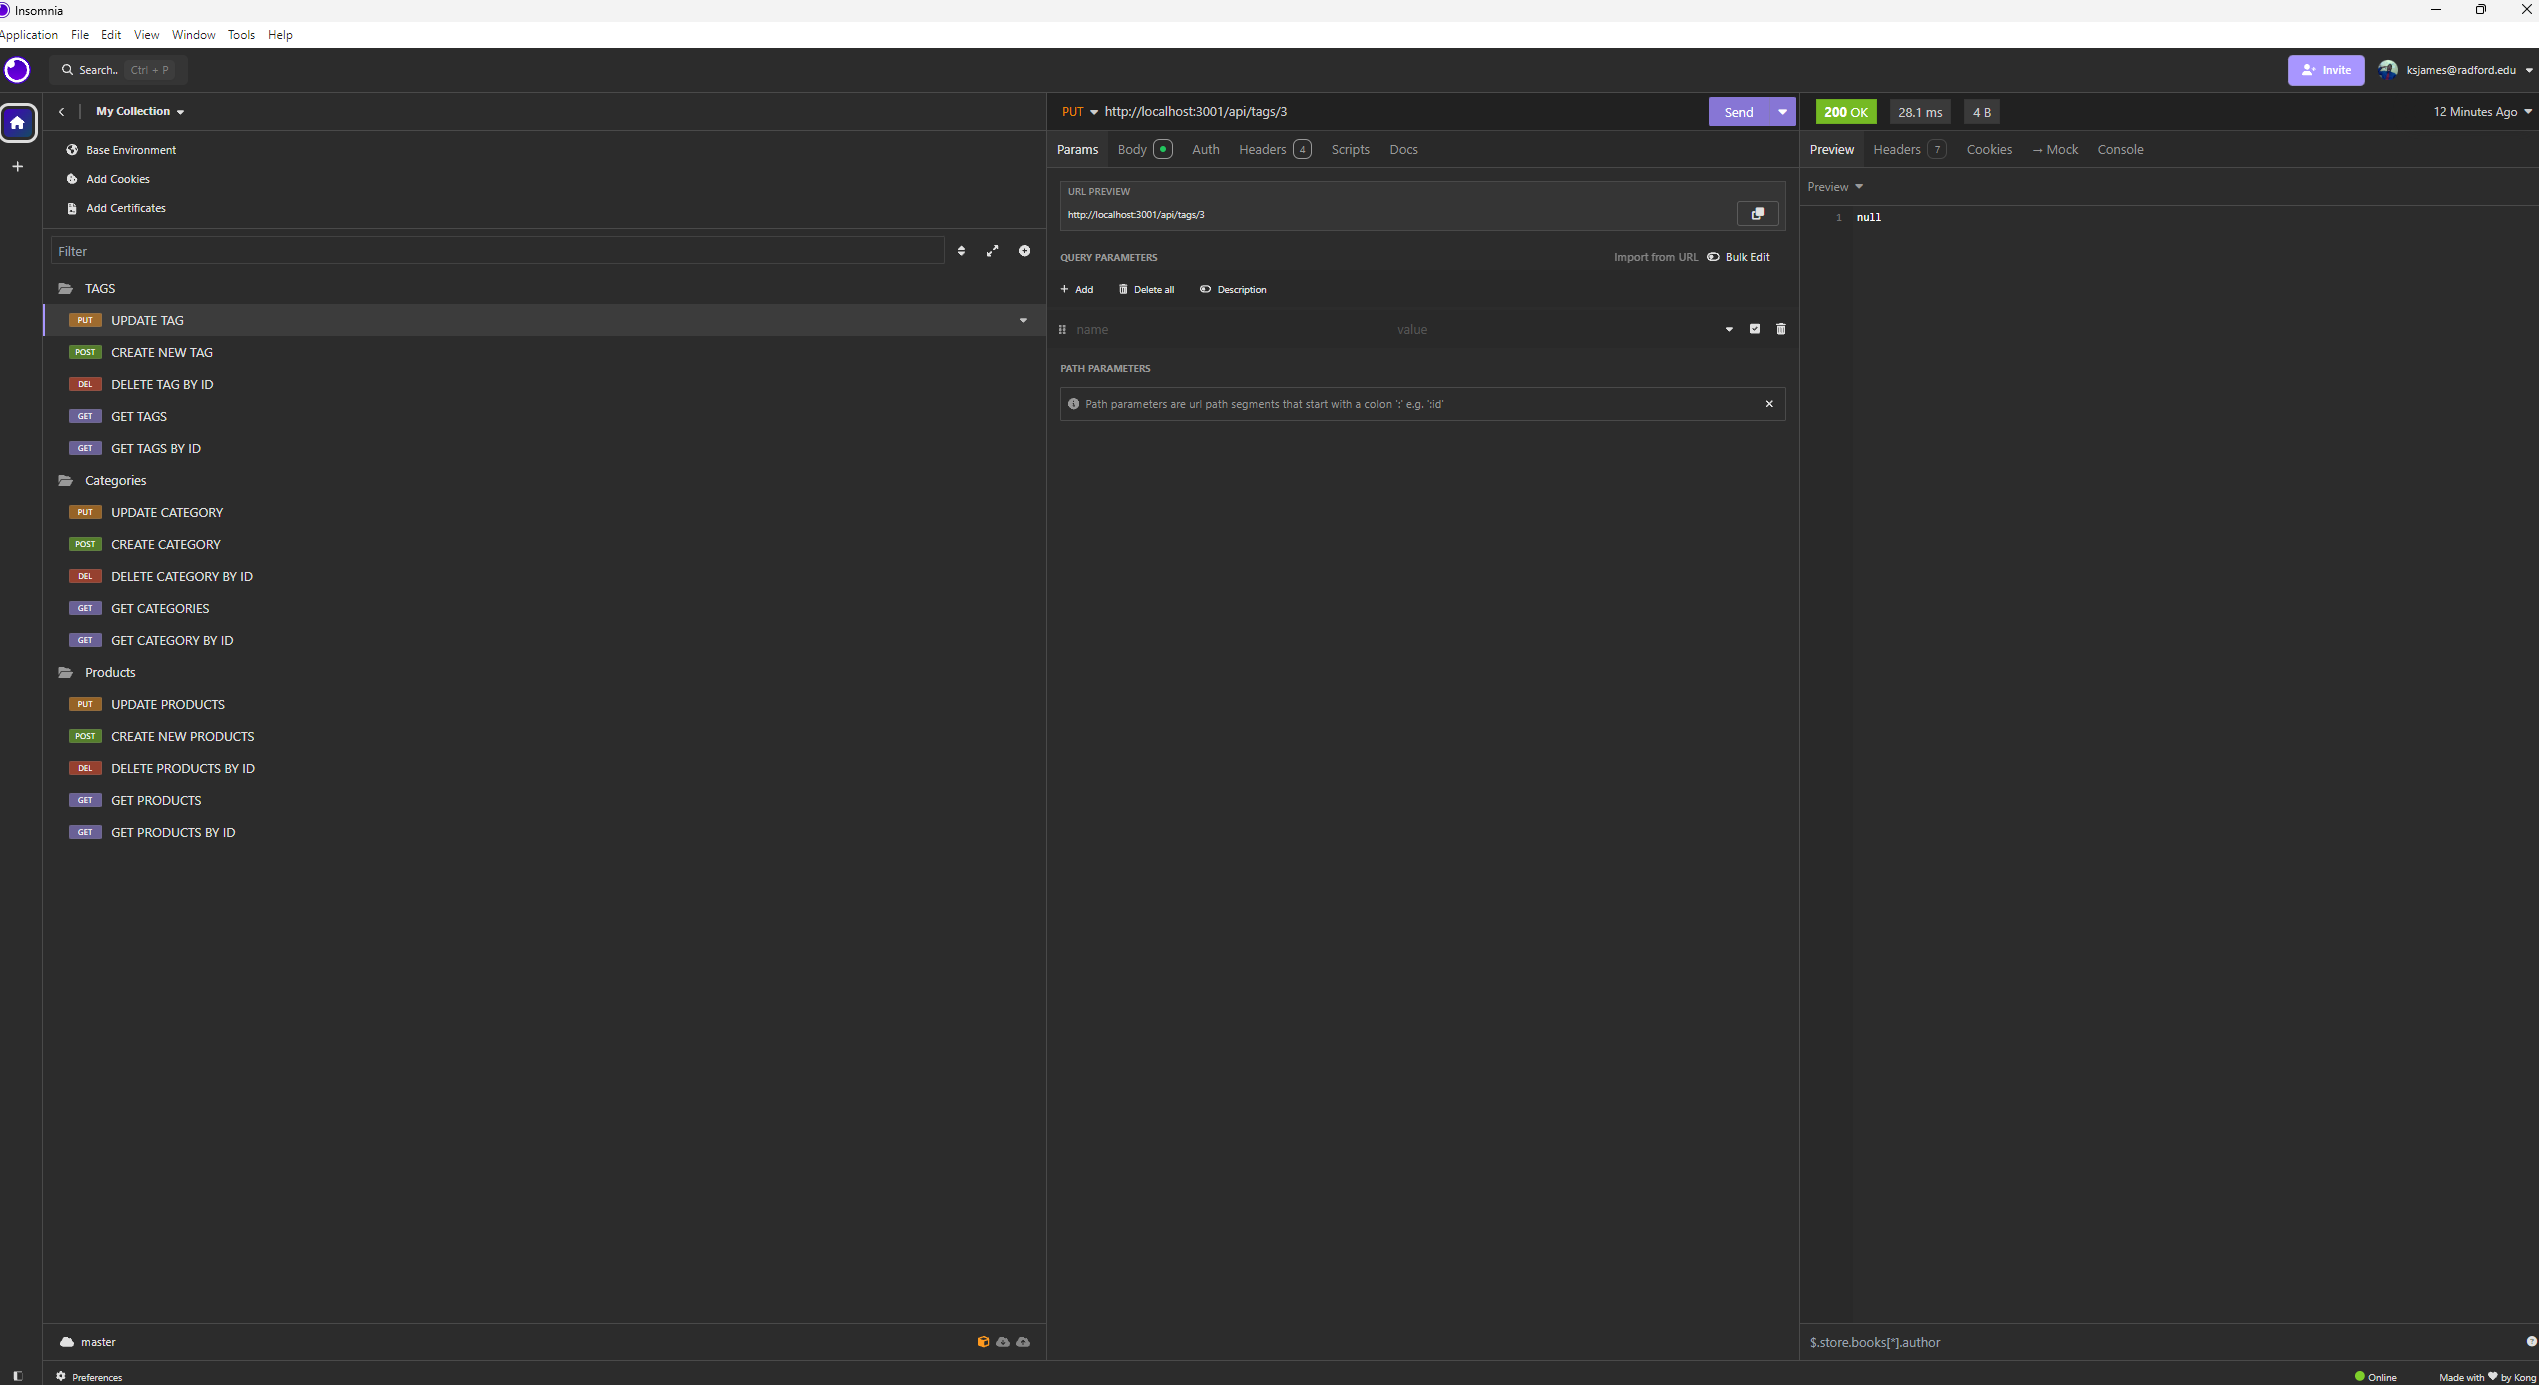 Insomnia
Application File Edit View Window Tools Help
Search.. Ctrl + P
Invite
ksjames@radford.edu
My Collection
Base Environment
Add Cookies
Add Certificates
Filter
TAGS
PUT UPDATE TAG
POST CREATE NEW TAG
DEL DELETE TAG BY ID
GET GET TAGS
GET GET TAGS BY ID
Categories
PUT UPDATE CATEGORY
POST CREATE CATEGORY
DEL DELETE CATEGORY BY ID
GET GET CATEGORIES
GET GET CATEGORY BY ID
Products
PUT UPDATE PRODUCTS
POST CREATE NEW PRODUCTS
DEL DELETE PRODUCTS BY ID
GET GET PRODUCTS
GET GET PRODUCTS BY ID
master
Preferences
PUT http://localhost:3001/api/tags/3
Send
Params Body Auth Headers 4 Scripts Docs
URL PREVIEW
http://localhost:3001/api/tags/3
QUERY PARAMETERS
Import from URL Bulk Edit
+ Add Delete all Description
name value
PATH PARAMETERS
Path parameters are url path segments that start with a colon ':' e.g. ':id'
200 OK 28.1 ms 4 B 12 Minutes Ago
Preview Headers 7 Cookies → Mock Console
Preview
1 null
$.store.books[*].author
Online Made with ♥ by Kong